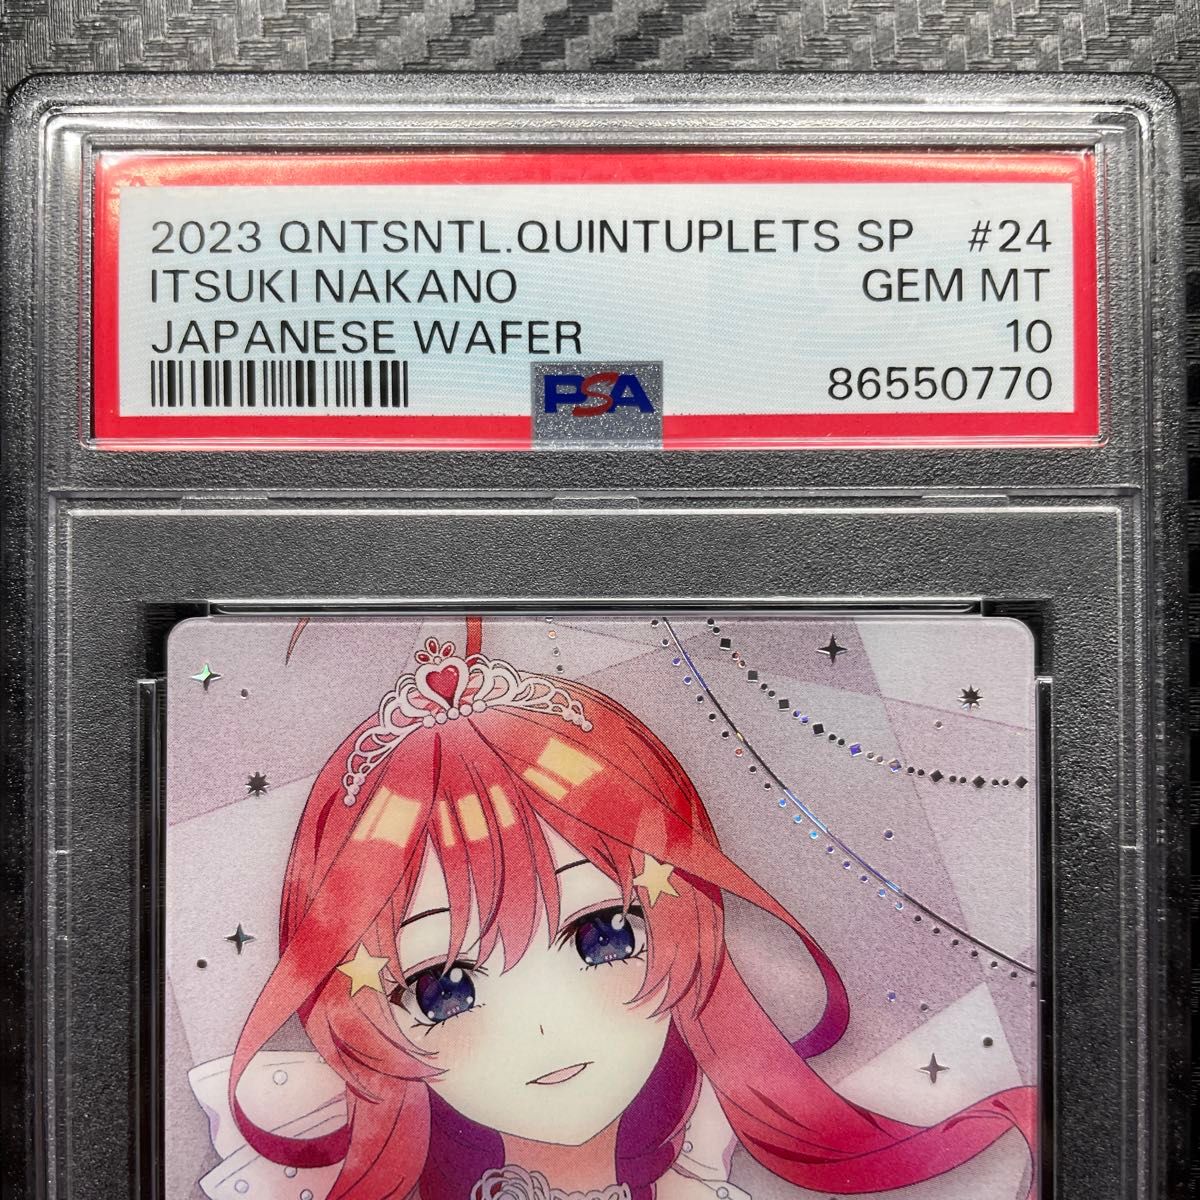 2023 QNTSNTL.QUINTUPLETS SP #24
ITSUKI NAKANO GEM MT
JAPANESE WAFER 10
PSA 86550770